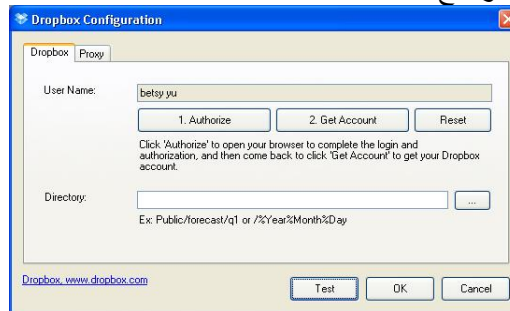 Dropbox Configuration
Dropbox Proxy
User Name: betsy yu
1. Authorize 2. Get Account Reset
Click 'Authorize' to open your browser to complete the login and
authorization, and then come back to click 'Get Account' to get your Dropbox
account.
Directory: ...
Ex: Public/forecast/q1 or /%Year%Month%Day
Dropbox, www.dropbox.com Test OK Cancel